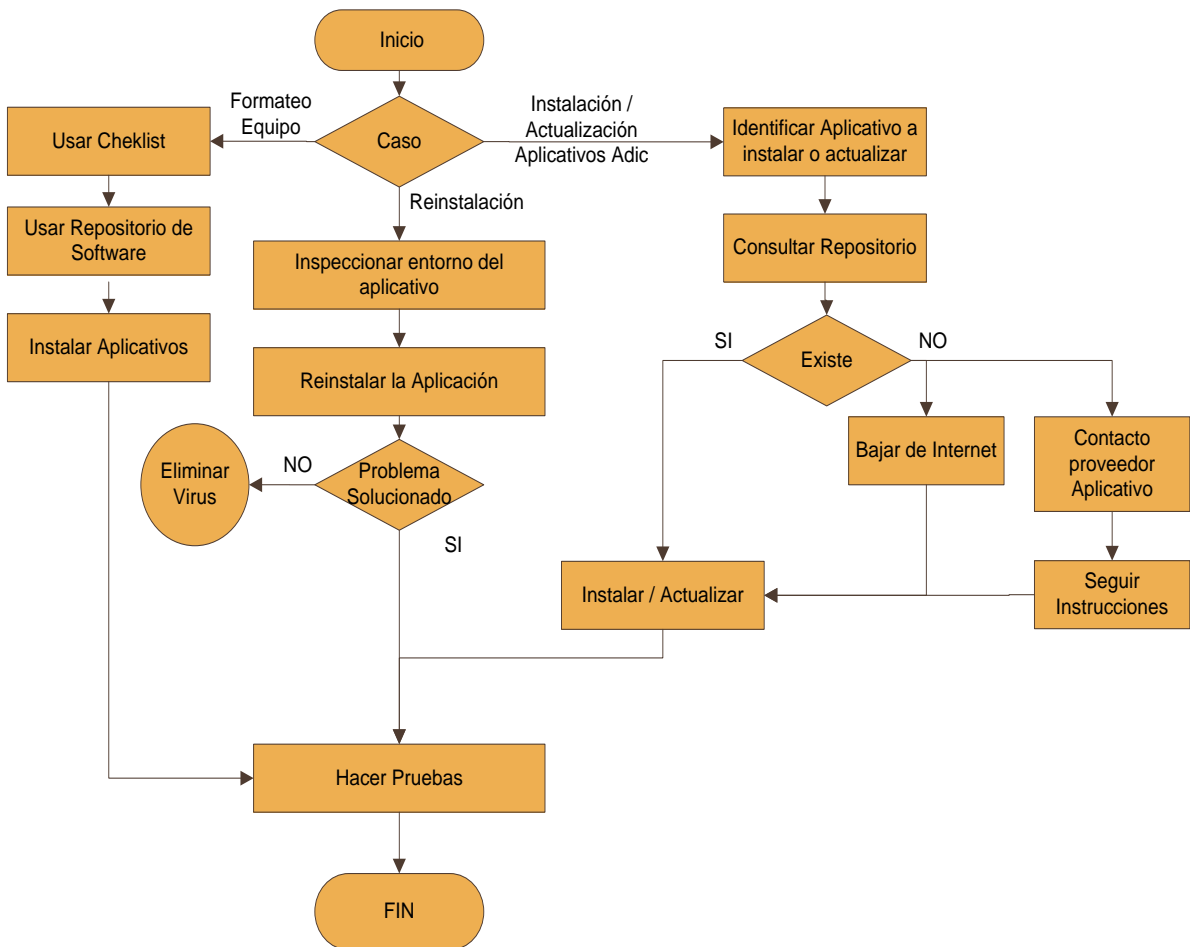 Inicio
Formateo
Equipo
Caso
Instalación /
Actualización
Aplicativos Adic
Usar Cheklist
Identificar Aplicativo a
instalar o actualizar
Reinstalación
Usar Repositorio de
Software
Inspeccionar entorno del
aplicativo
Consultar Repositorio
Instalar Aplicativos
Reinstalar la Aplicación
SI
Existe
NO
Bajar de Internet
Contacto
proveedor
Aplicativo
Eliminar
Virus
NO
Problema
Solucionado
SI
Instalar / Actualizar
Seguir
Instrucciones
Hacer Pruebas
FIN